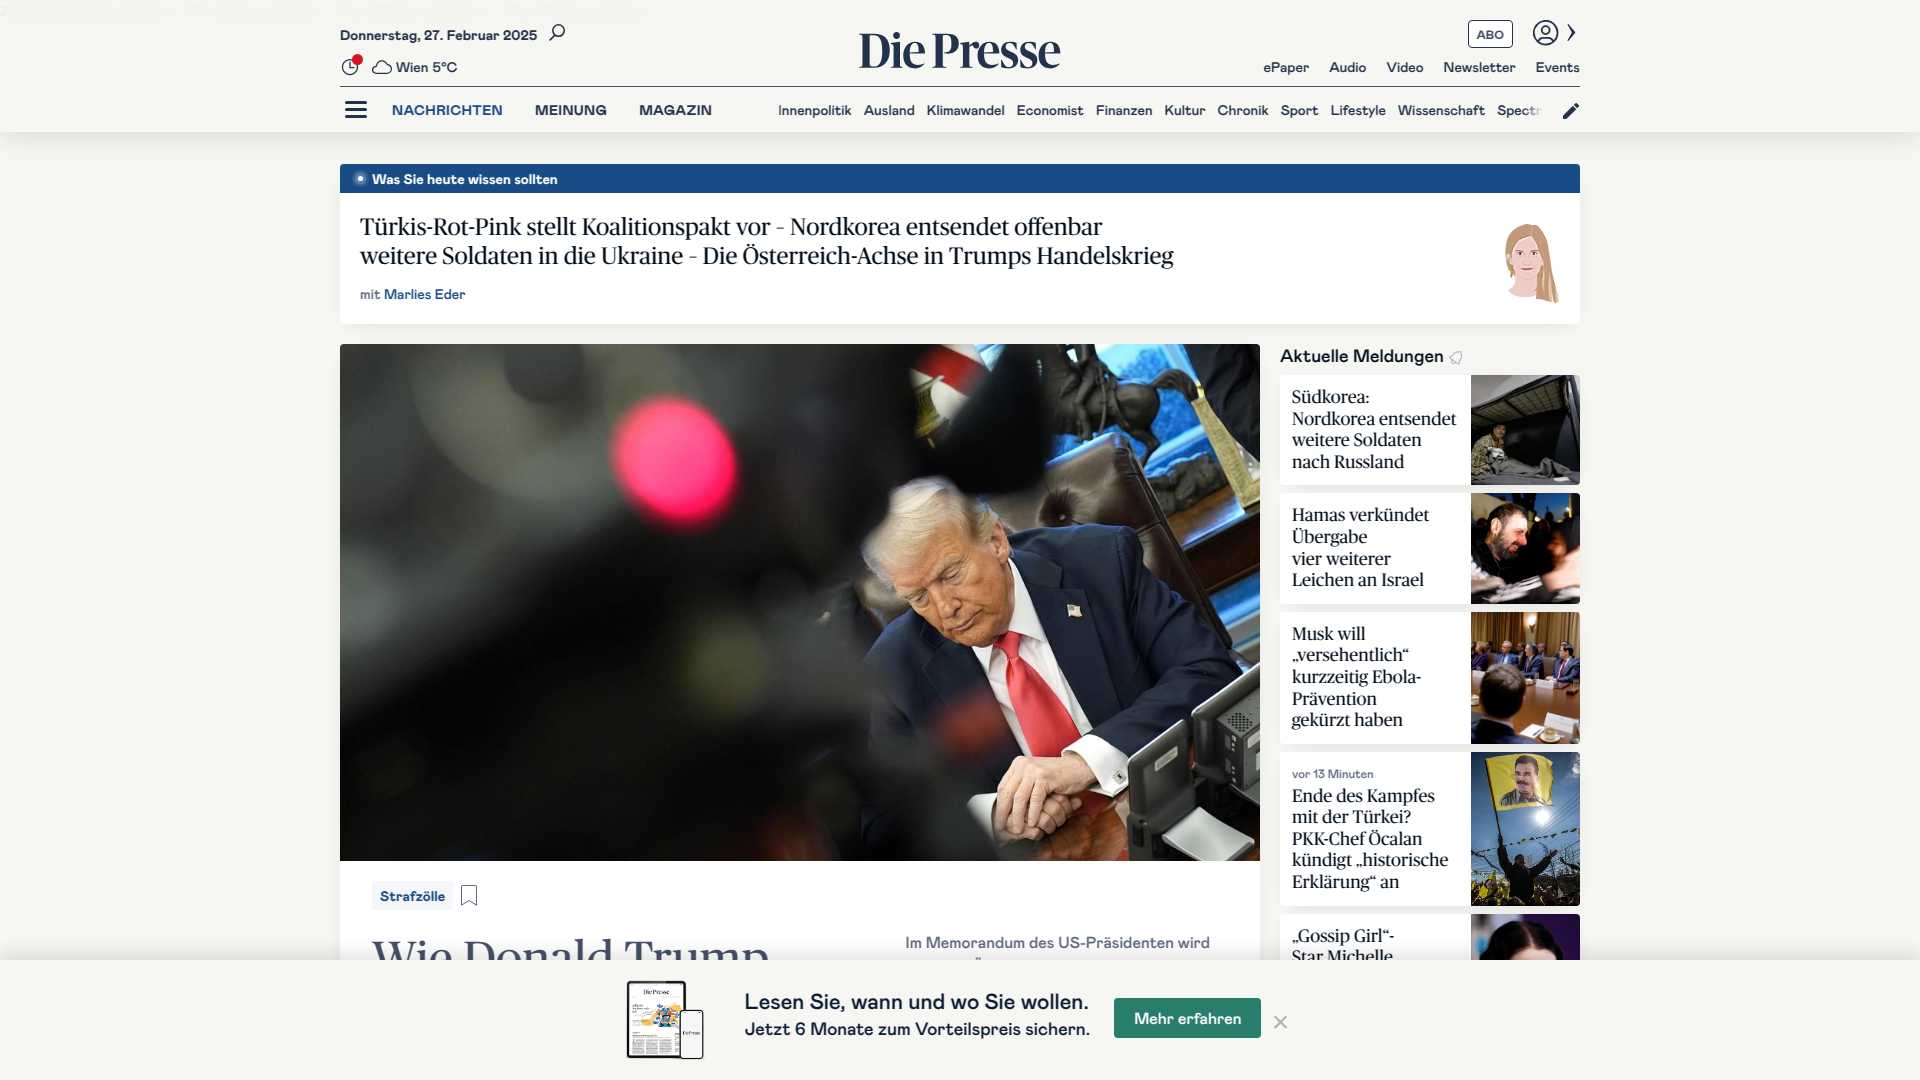 Donnerstag, 27. Februar 2025
Wien 5°C
Die Presse
ABO
ePaper Audio Video Newsletter Events
NACHRICHTEN MEINUNG MAGAZIN
Innenpolitik Ausland Klimawandel Economist Finanzen Kultur Chronik Sport Lifestyle Wissenschaft Spectr
Was Sie heute wissen sollten
Türkis-Rot-Pink stellt Koalitionspakt vor – Nordkorea entsendet offenbar
weitere Soldaten in die Ukraine – Die Österreich-Achse in Trumps Handelskrieg
mit Marlies Eder
Strafzölle
Wie Donald Trump
Im Memorandum des US-Präsidenten wird
Aktuelle Meldungen
Südkorea:
Nordkorea entsendet
weitere Soldaten
nach Russland
Hamas verkündet
Übergabe
vier weiterer
Leichen an Israel
Musk will
„versehentlich“
kurzzeitig Ebola-
Prävention
gekürzt haben
vor 13 Minuten
Ende des Kampfes
mit der Türkei?
PKK-Chef Öcalan
kündigt „historische
Erklärung“ an
„Gossip Girl“-
Star Michelle
Die Presse
Die Presse
Lesen Sie, wann und wo Sie wollen.
Jetzt 6 Monate zum Vorteilspreis sichern.
Mehr erfahren